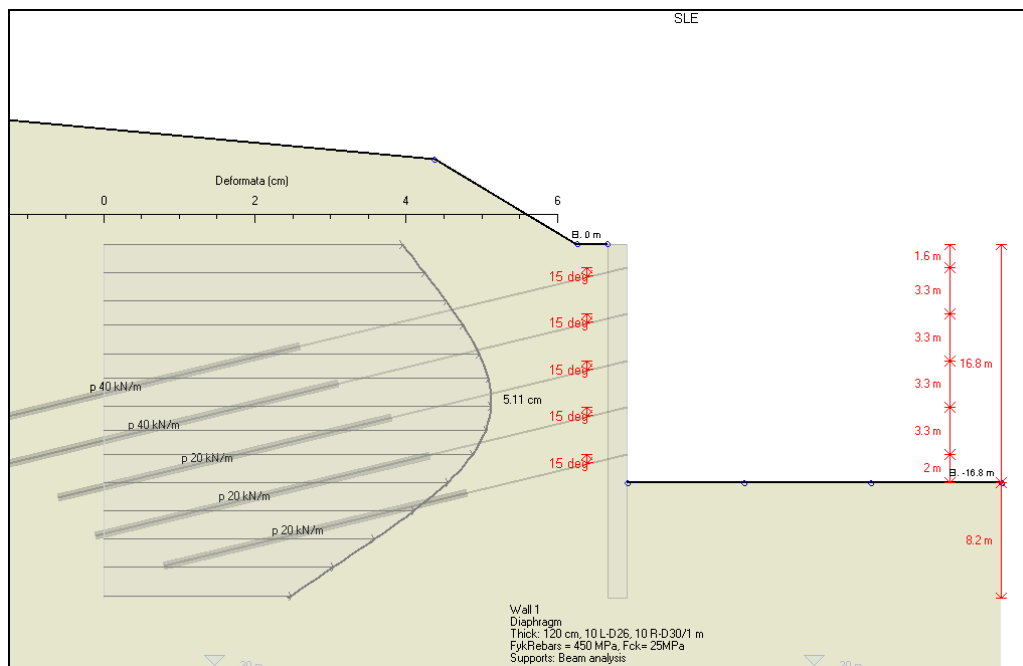 SLE
Deformata (cm)
0 2 4 6
El. 0 m
15 deg
1.6 m
15 deg
3.3 m
3.3 m
15 deg
16.8 m
p 40 kN/m
3.3 m
5.11 cm
p 40 kN/m
15 deg
3.3 m
p 20 kN/m
15 deg
2 m
El. -16.8 m
p 20 kN/m
p 20 kN/m
8.2 m
Wall 1
Diaphragm
Thick: 120 cm, 10 L-D26, 10 R-D30/1 m
FykRebars = 450 MPa, Fck= 25MPa
Supports: Beam analysis